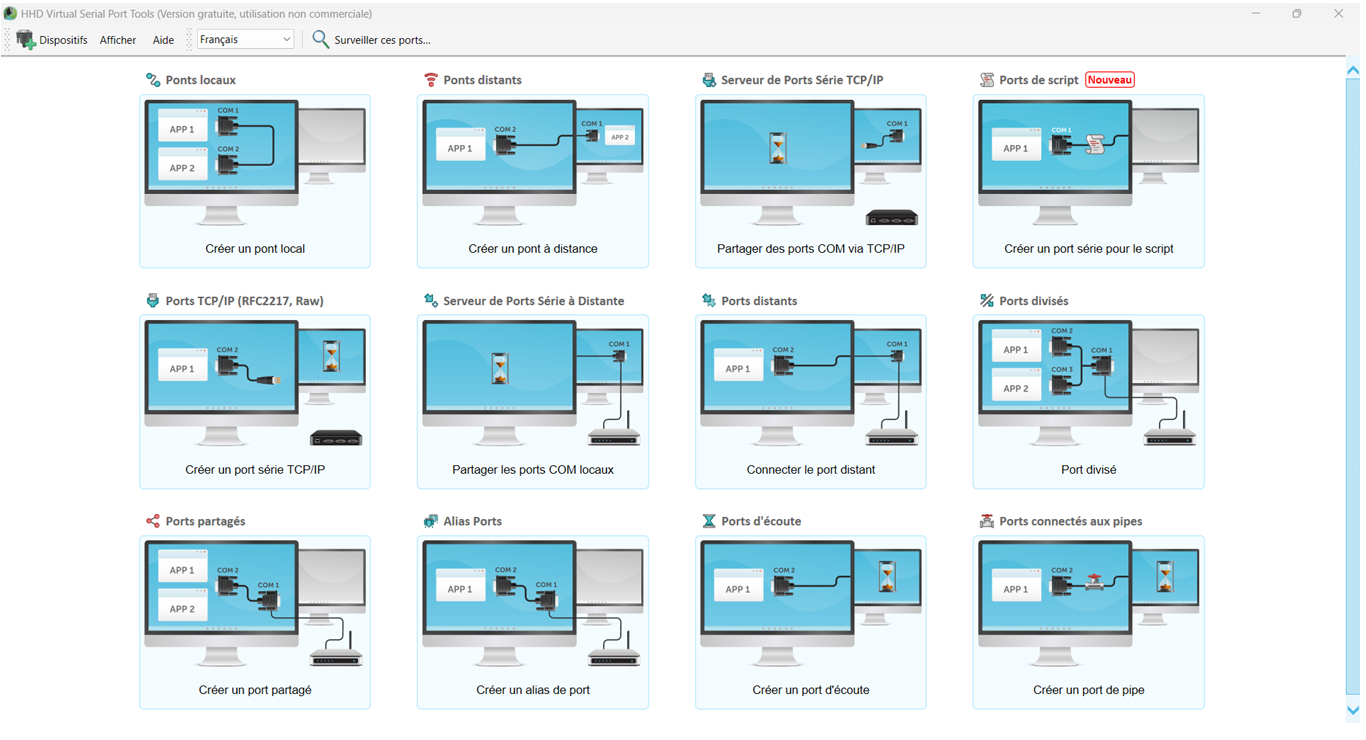 HHD Virtual Serial Port Tools (Version gratuite, utilisation non commerciale)
Dispositifs Afficher Aide Français Surveiller ces ports...
Ponts locaux
COM 1
APP 1
COM 2
APP 2
Créer un pont local
Ponts distants
COM 2
APP 1
COM 1
APP 2
Créer un pont à distance
Serveur de Ports Série TCP/IP
COM 1
Partager des ports COM via TCP/IP
Ports de script Nouveau
COM 1
APP 1
Créer un port série pour le script
Ports TCP/IP (RFC2217, Raw)
COM 2
APP 1
Créer un port série TCP/IP
Serveur de Ports Série à Distante
COM 1
Partager les ports COM locaux
Ports distants
COM 2
APP 1
COM 1
Connecter le port distant
Ports divisés
COM 2
APP 1
COM 1
COM 3
APP 2
Port divisé
Ports partagés
APP 1
COM 2
COM 1
APP 2
Créer un port partagé
Alias Ports
COM 2
APP 1
COM 1
Créer un alias de port
Ports d'écoute
COM 2
APP 1
Créer un port d'écoute
Ports connectés aux pipes
COM 2
APP 1
Créer un port de pipe